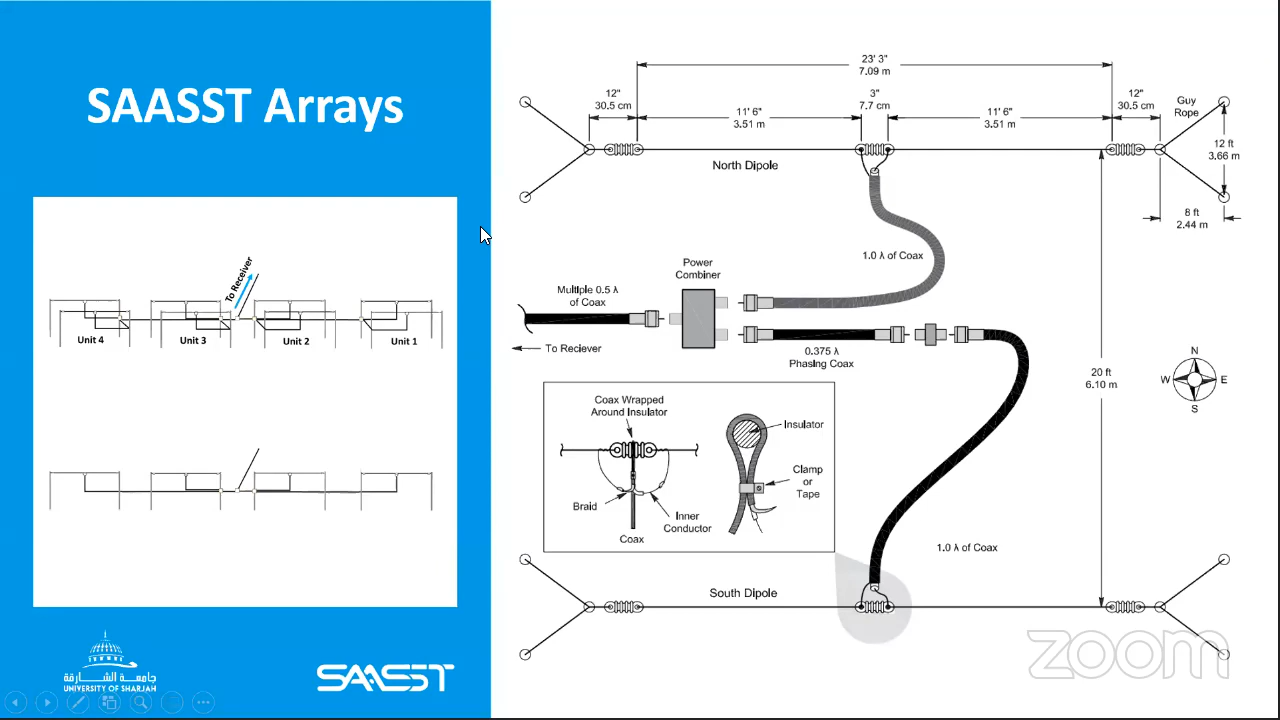 SAASST Arrays
To Receiver
Unit 4
Unit 3
Unit 2
Unit 1
جامعة الشارقة
UNIVERSITY OF SHARJAH
SAASST
23' 3"
7.09 m
12"
30.5 cm
11' 6"
3.51 m
3"
7.7 cm
11' 6"
3.51 m
12"
30.5 cm
Guy
Rope
12 ft
3.66 m
8 ft
2.44 m
North Dipole
1.0 λ of Coax
Power
Combiner
Multiple 0.5 λ
of Coax
To Reciever
0.375 λ
Phasing Coax
20 ft
6.10 m
N
W
E
S
Coax Wrapped
Around Insulator
Braid
Inner
Conductor
Coax
Insulator
Clamp
or
Tape
1.0 λ of Coax
South Dipole
zoom